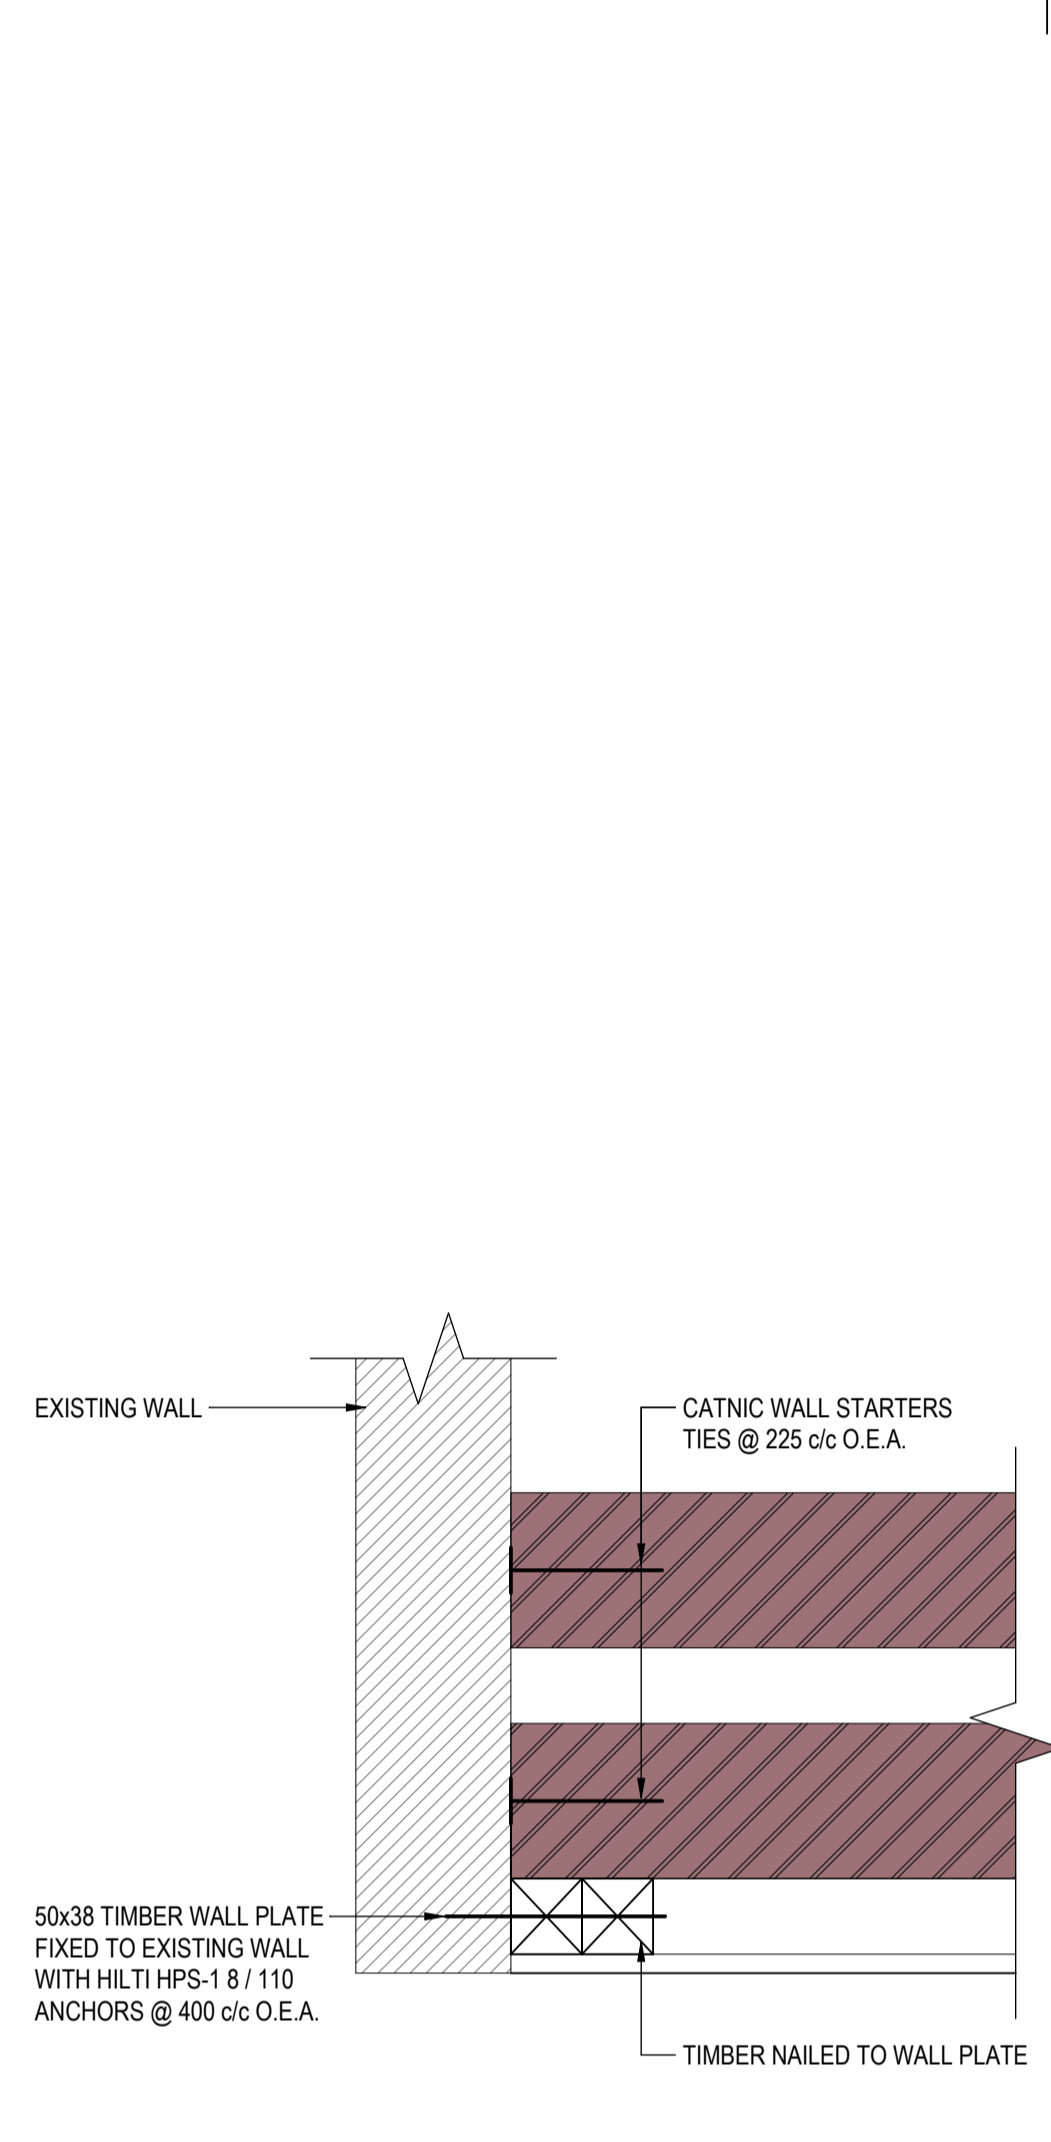 EXISTING WALL
CATNIC WALL STARTERS
TIES @ 225 c/c O.E.A.
50x38 TIMBER WALL PLATE
FIXED TO EXISTING WALL
WITH HILTI HPS-1 8 / 110
ANCHORS @ 400 c/c O.E.A.
TIMBER NAILED TO WALL PLATE